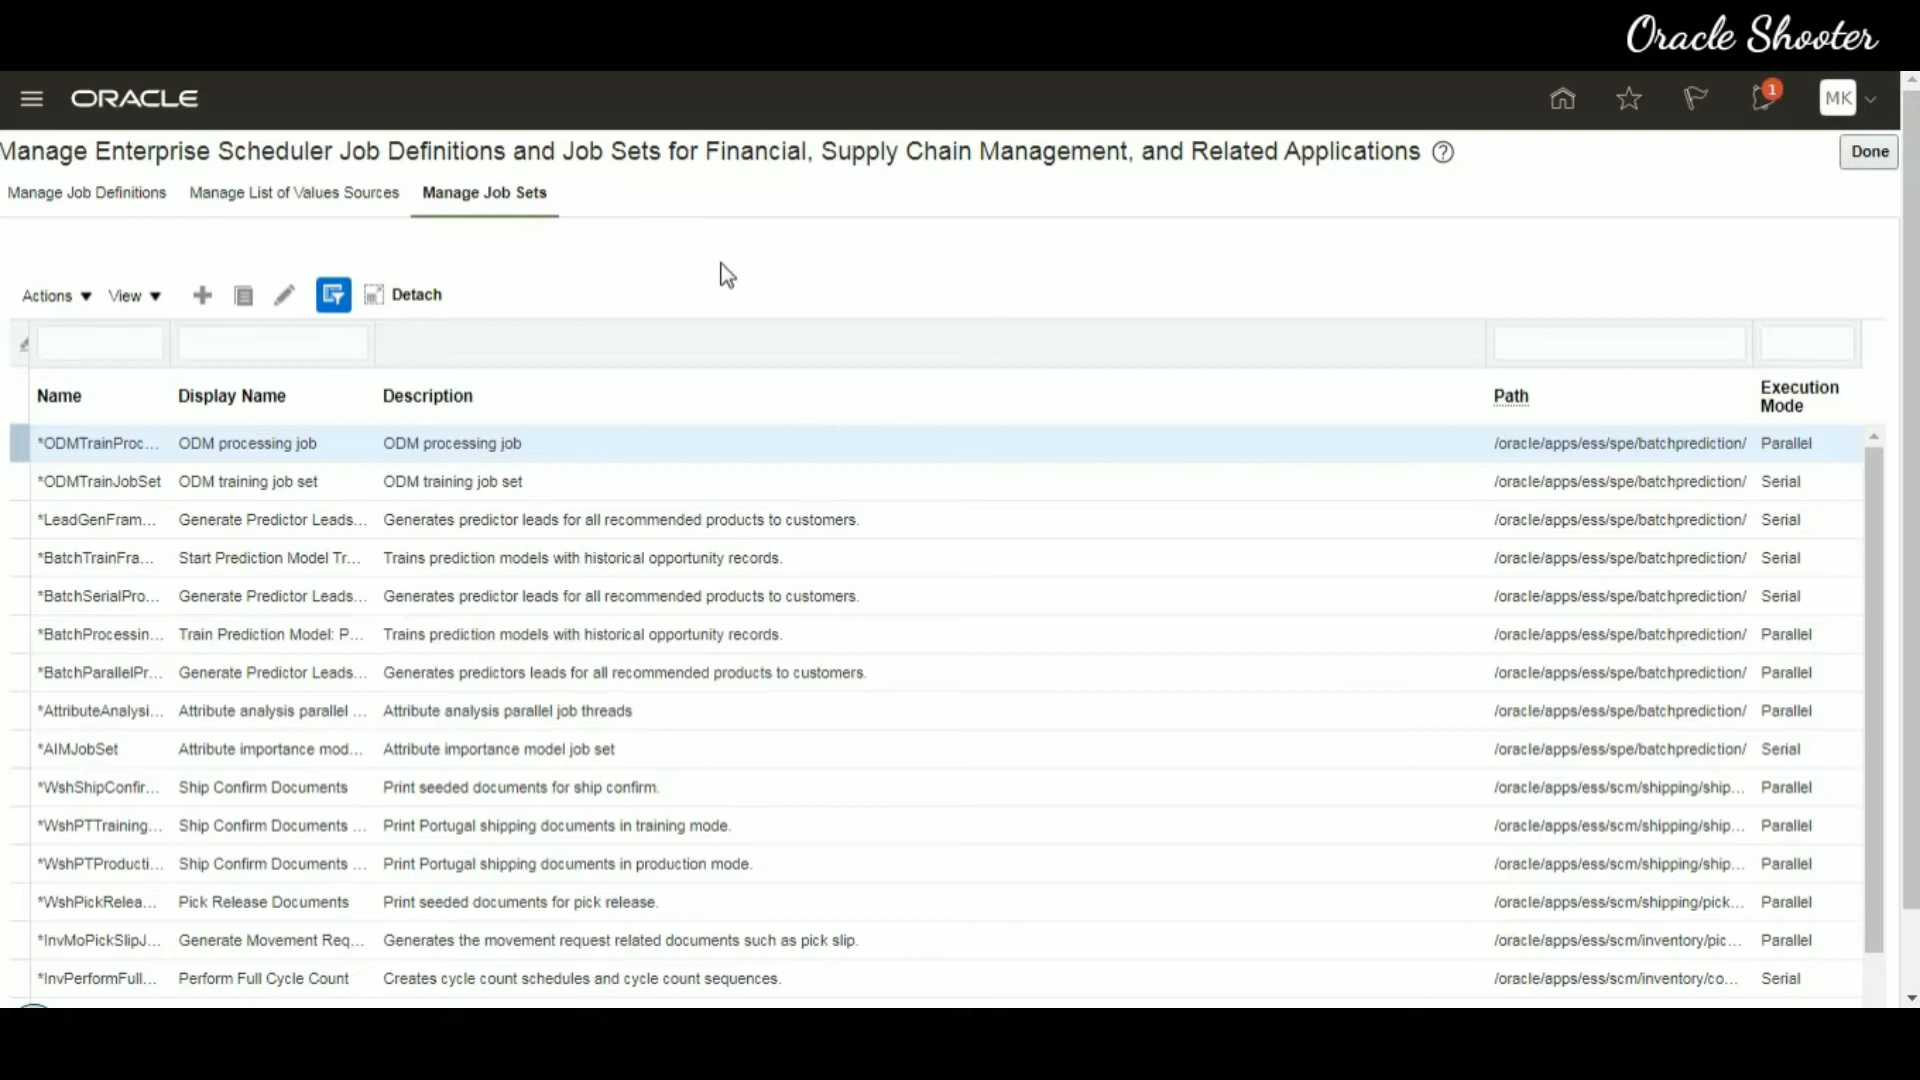 Oracle Shooter
ORACLE
1
MK
Manage Enterprise Scheduler Job Definitions and Job Sets for Financial, Supply Chain Management, and Related Applications ?
Done
Manage Job Definitions Manage List of Values Sources Manage Job Sets
Actions View Detach
Name Display Name Description Path Execution Mode
*ODMTrainProc... ODM processing job ODM processing job /oracle/apps/ess/spe/batchprediction/ Parallel
*ODMTrainJobSet ODM training job set ODM training job set /oracle/apps/ess/spe/batchprediction/ Serial
*LeadGenFram... Generate Predictor Leads... Generates predictor leads for all recommended products to customers. /oracle/apps/ess/spe/batchprediction/ Serial
*BatchTrainFra... Start Prediction Model Tr... Trains prediction models with historical opportunity records. /oracle/apps/ess/spe/batchprediction/ Serial
*BatchSerialPro... Generate Predictor Leads... Generates predictor leads for all recommended products to customers. /oracle/apps/ess/spe/batchprediction/ Serial
*BatchProcessin... Train Prediction Model: P... Trains prediction models with historical opportunity records. /oracle/apps/ess/spe/batchprediction/ Parallel
*BatchParallelPr... Generate Predictor Leads... Generates predictors leads for all recommended products to customers. /oracle/apps/ess/spe/batchprediction/ Parallel
*AttributeAnalysi... Attribute analysis parallel ... Attribute analysis parallel job threads /oracle/apps/ess/spe/batchprediction/ Parallel
*AIMJobSet Attribute importance mod... Attribute importance model job set /oracle/apps/ess/spe/batchprediction/ Serial
*WshShipConfir... Ship Confirm Documents Print seeded documents for ship confirm. /oracle/apps/ess/scm/shipping/ship... Parallel
*WshPTTraining... Ship Confirm Documents ... Print Portugal shipping documents in training mode. /oracle/apps/ess/scm/shipping/ship... Parallel
*WshPTProducti... Ship Confirm Documents ... Print Portugal shipping documents in production mode. /oracle/apps/ess/scm/shipping/ship... Parallel
*WshPickRelea... Pick Release Documents Print seeded documents for pick release. /oracle/apps/ess/scm/shipping/pick... Parallel
*InvMoPickSlipJ... Generate Movement Req... Generates the movement request related documents such as pick slip. /oracle/apps/ess/scm/inventory/pic... Parallel
*InvPerformFull... Perform Full Cycle Count Creates cycle count schedules and cycle count sequences. /oracle/apps/ess/scm/inventory/co... Serial